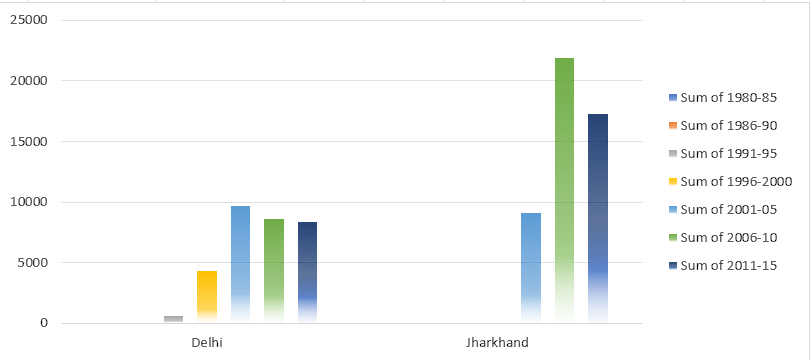 25000
20000
15000
10000
5000
0
Delhi
Jharkhand
Sum of 1980-85
Sum of 1986-90
Sum of 1991-95
Sum of 1996-2000
Sum of 2001-05
Sum of 2006-10
Sum of 2011-15